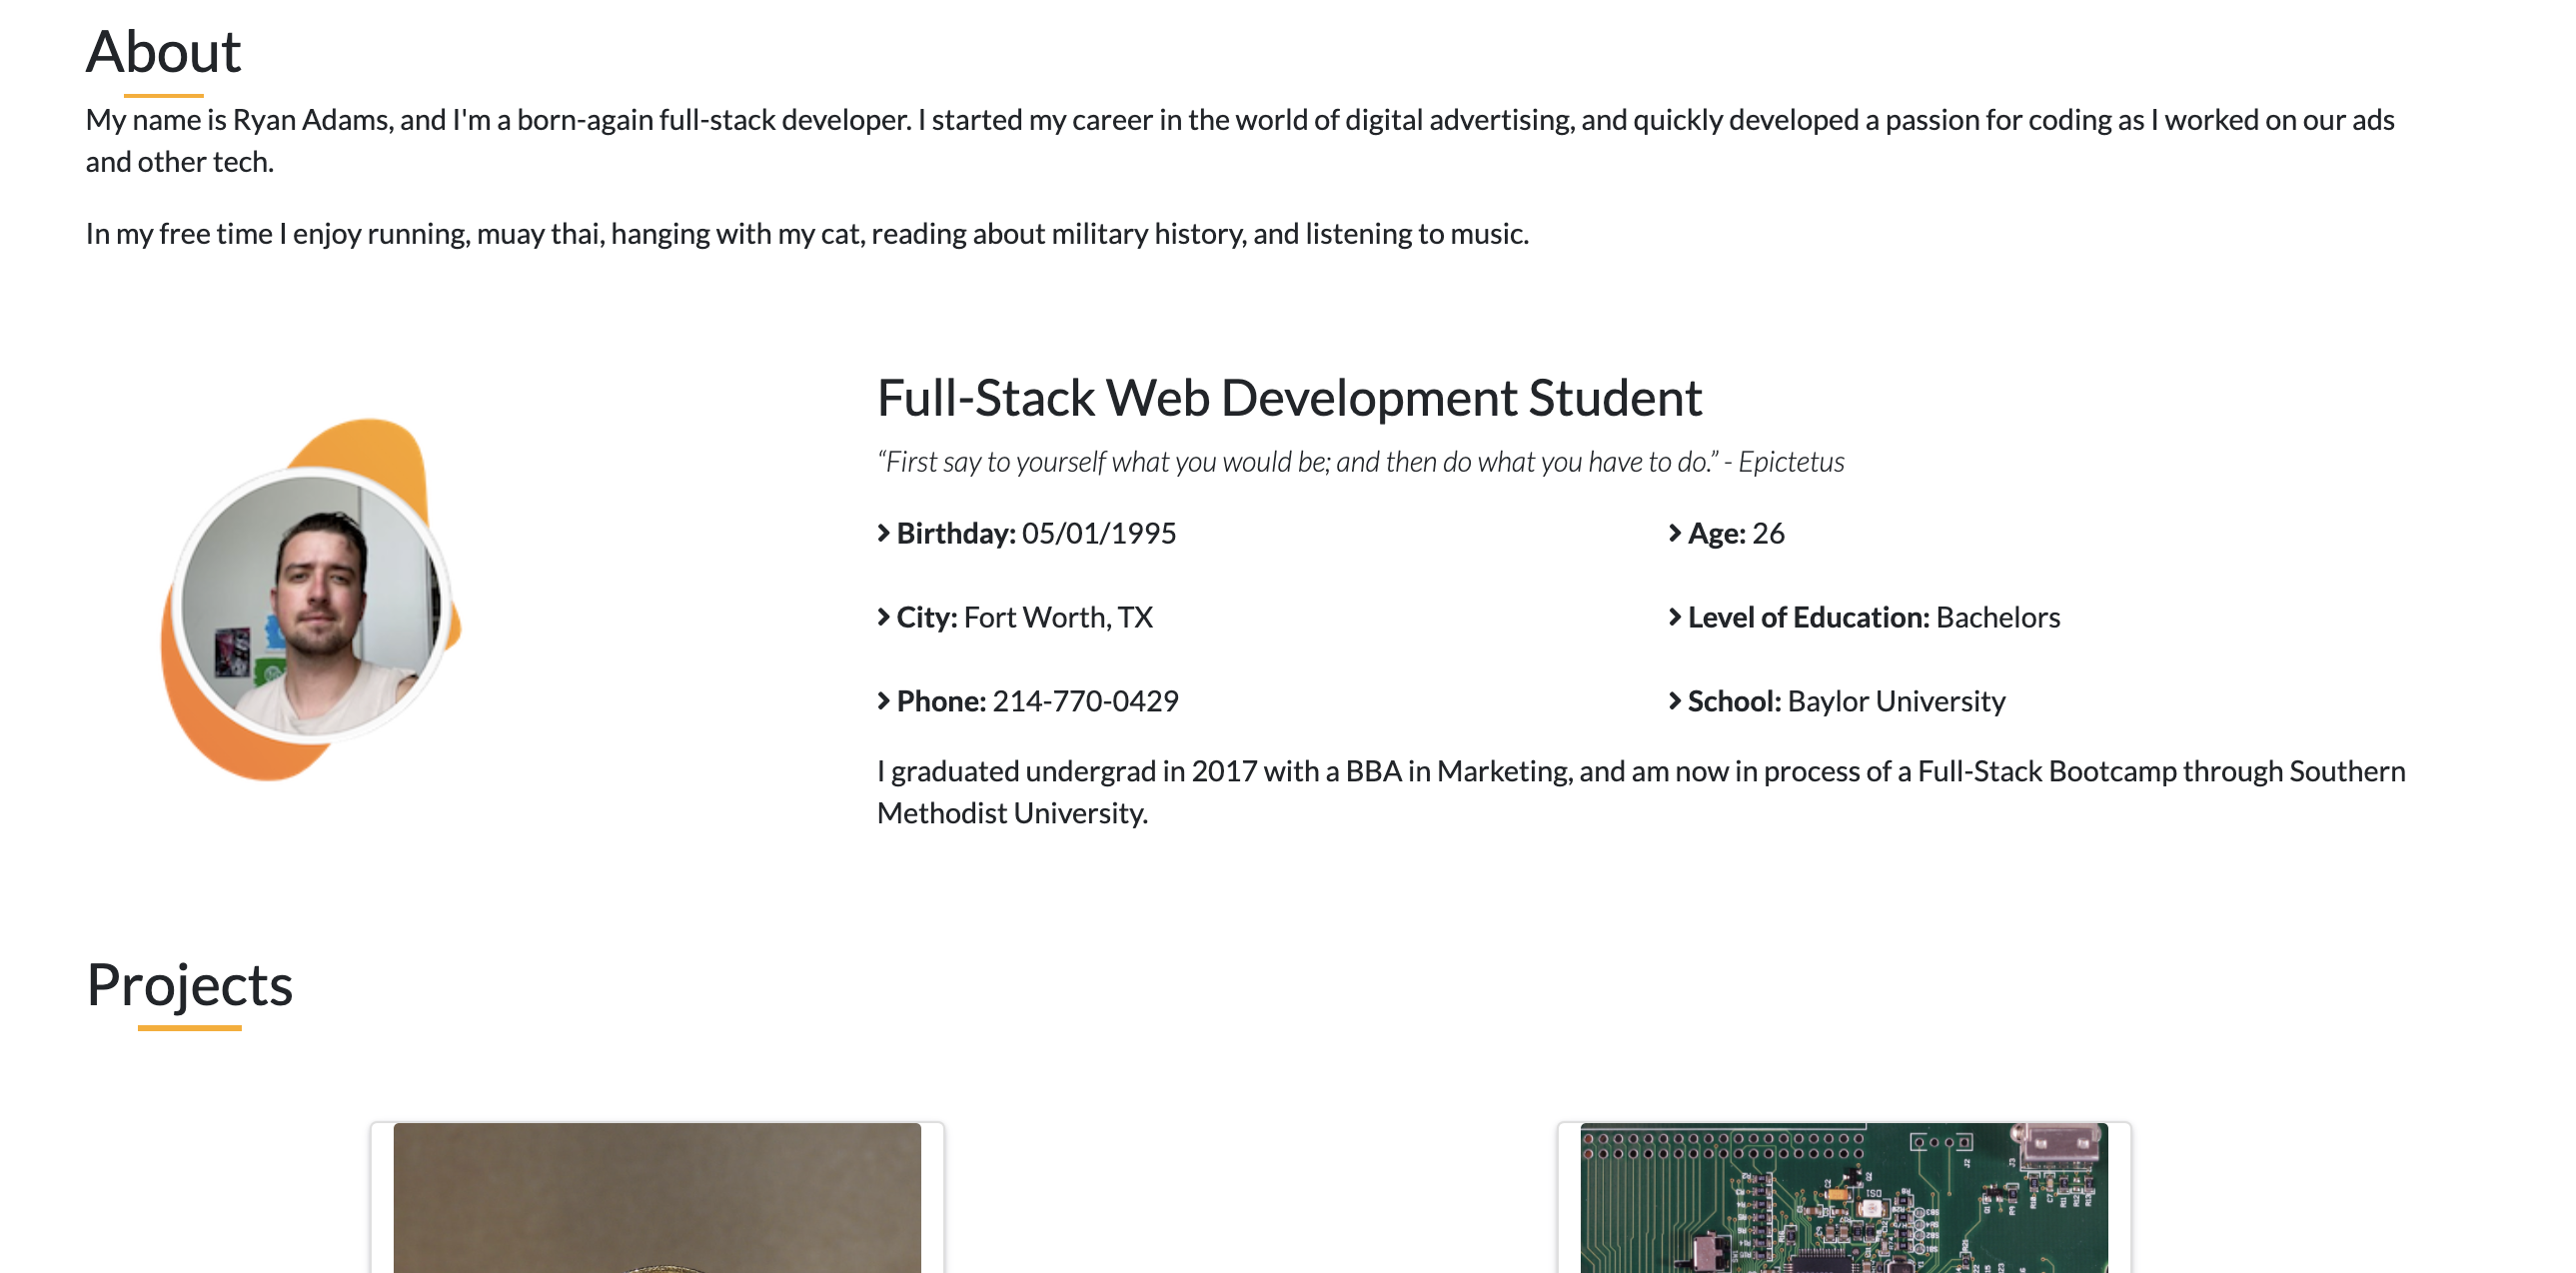 About
My name is Ryan Adams, and I'm a born-again full-stack developer. I started my career in the world of digital advertising, and quickly developed a passion for coding as I worked on our ads
and other tech.
In my free time I enjoy running, muay thai, hanging with my cat, reading about military history, and listening to music.
Full-Stack Web Development Student
“First say to yourself what you would be; and then do what you have to do.” - Epictetus
Birthday: 05/01/1995
Age: 26
City: Fort Worth, TX
Level of Education: Bachelors
Phone: 214-770-0429
School: Baylor University
I graduated undergrad in 2017 with a BBA in Marketing, and am now in process of a Full-Stack Bootcamp through Southern
Methodist University.
Projects
J2
J3
C2
DS1